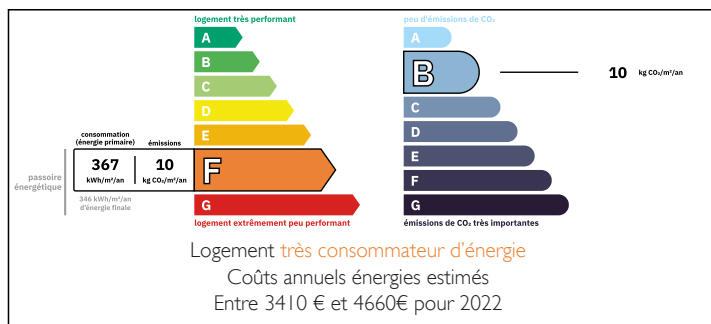 logement très performant
A
B
C
D
E
consommation
(énergie primaire)
émissions
367
kWh/m²/an
10
kg CO₂/m²/an
F
passoire
énergétique
346 kWh/m²/an
d'énergie finale
G
logement extrêmement peu performant
peu d'émissions de CO₂
A
B
10 kg CO₂/m²/an
C
D
E
F
G
émissions de CO₂ très importantes
Logement très consommateur d'énergie
Coûts annuels énergies estimés
Entre 3410 € et 4660€ pour 2022